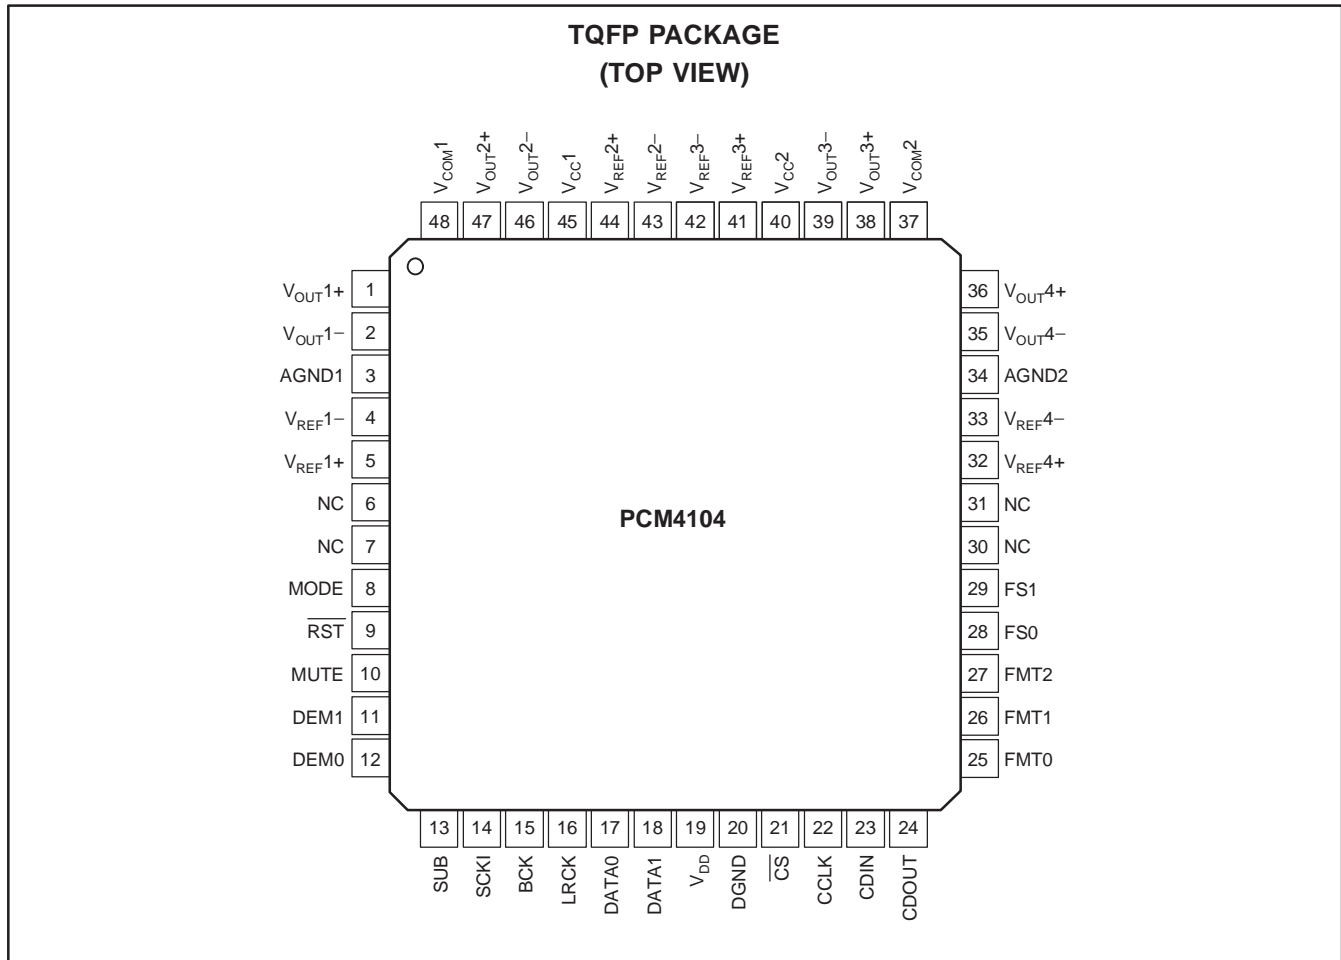 TQFP PACKAGE
(TOP VIEW)
VCOM1
VOUT2+
VOUT2−
VCC1
VREF2+
VREF2−
VREF3−
VREF3+
VCC2
VOUT3−
VOUT3+
VCOM2
48 47 46 45 44 43 42 41 40 39 38 37
VOUT1+ 1
VOUT1− 2
AGND1 3
VREF1− 4
VREF1+ 5
NC 6
NC 7
MODE 8
RST 9
MUTE 10
DEM1 11
DEM0 12
PCM4104
36 VOUT4+
35 VOUT4−
34 AGND2
33 VREF4−
32 VREF4+
31 NC
30 NC
29 FS1
28 FS0
27 FMT2
26 FMT1
25 FMT0
13 14 15 16 17 18 19 20 21 22 23 24
SUB
SCKI
BCK
LRCK
DATA0
DATA1
VDD
DGND
CS
CCLK
CDIN
CDOUT